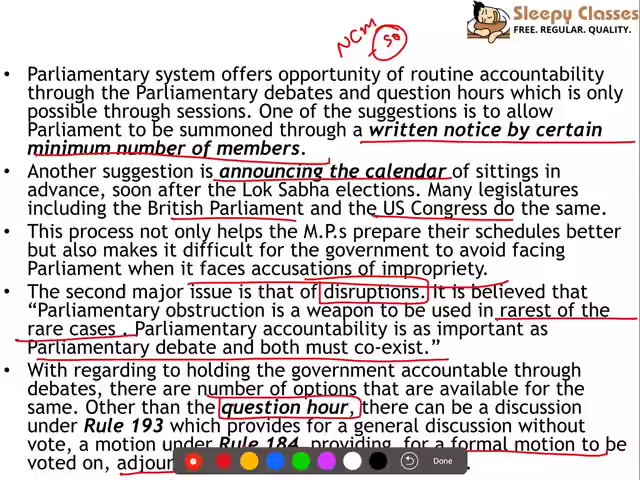 Sleepy Classes
FREE. REGULAR. QUALITY.
NCM 50
• Parliamentary system offers opportunity of routine accountability
through the Parliamentary debates and question hours which is only
possible through sessions. One of the suggestions is to allow
Parliament to be summoned through a written notice by certain
minimum number of members.
• Another suggestion is announcing the calendar of sittings in
advance, soon after the Lok Sabha elections. Many legislatures
including the British Parliament and the US Congress do the same.
• This process not only helps the M.P.s prepare their schedules better
but also makes it difficult for the government to avoid facing
Parliament when it faces accusations of impropriety.
• The second major issue is that of disruptions. It is believed that
“Parliamentary obstruction is a weapon to be used in rarest of the
rare cases . Parliamentary accountability is as important as
Parliamentary debate and both must co-exist.”
• With regarding to holding the government accountable through
debates, there are number of options that are available for the
same. Other than the question hour, there can be a discussion
under Rule 193 which provides for a general discussion without
vote, a motion under Rule 184, providing for a formal motion to be
voted on,
Done